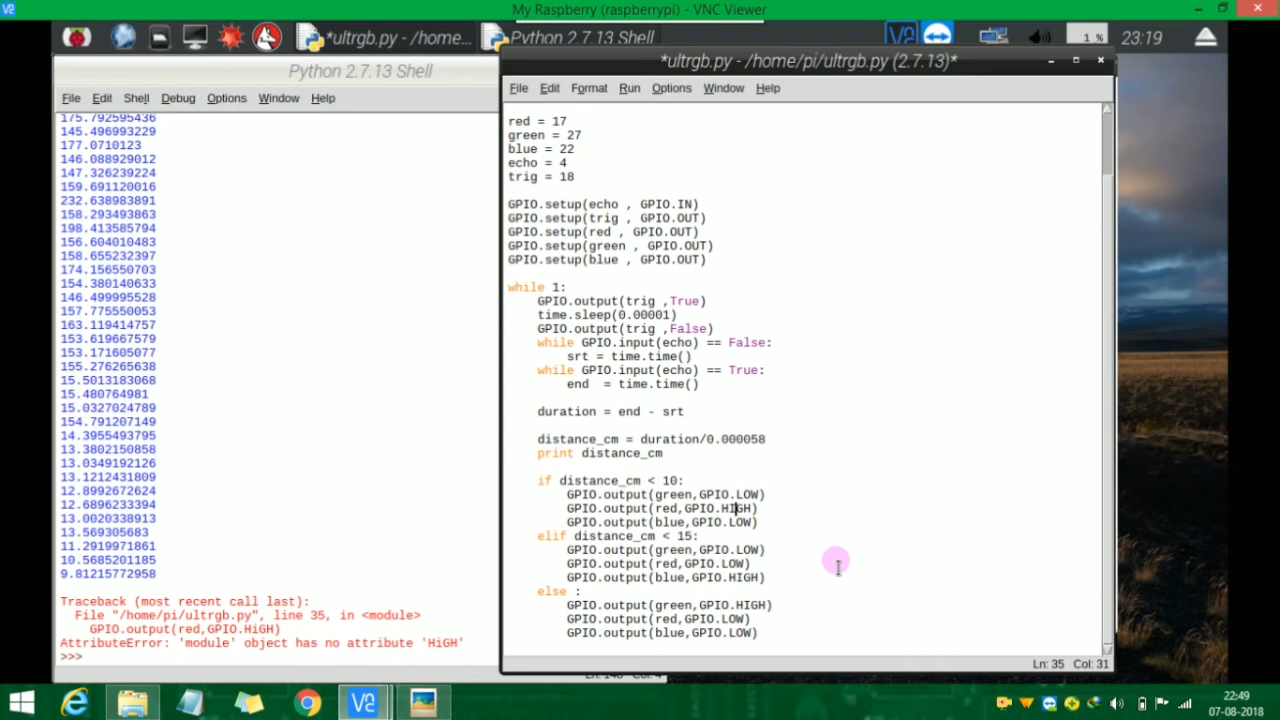 My Raspberry (raspberrypi) - VNC Viewer
*ultrgb.py - /home...
Python 2.7.13 Shell
1 %
23:19
Python 2.7.13 Shell
File Edit Shell Debug Options Window Help
175.792595436
145.496993229
177.0710123
146.088929012
147.326239224
159.691120016
232.638983891
158.293493863
198.413585794
156.604010483
158.655232397
174.156550703
154.380140633
146.499995528
157.775550053
163.119414757
153.619667579
153.171605077
155.276265638
15.5013183068
15.480764981
15.0327024789
154.791207149
14.3955493795
13.3802150858
13.0349192126
13.1212431809
12.8992672624
12.6896233394
13.0020338913
13.569305683
11.2919971861
10.5685201185
9.81215772958
Traceback (most recent call last):
File "/home/pi/ultrgb.py", line 35, in <module>
GPIO.output(red,GPIO.HiGH)
AttributeError: 'module' object has no attribute 'HiGH'
>>>
*ultrgb.py - /home/pi/ultrgb.py (2.7.13)*
File Edit Format Run Options Window Help
red = 17
green = 27
blue = 22
echo = 4
trig = 18
GPIO.setup(echo , GPIO.IN)
GPIO.setup(trig , GPIO.OUT)
GPIO.setup(red , GPIO.OUT)
GPIO.setup(green , GPIO.OUT)
GPIO.setup(blue , GPIO.OUT)
while 1:
GPIO.output(trig ,True)
time.sleep(0.00001)
GPIO.output(trig ,False)
while GPIO.input(echo) == False:
srt = time.time()
while GPIO.input(echo) == True:
end  = time.time()
duration = end - srt
distance_cm = duration/0.000058
print distance_cm
if distance_cm < 10:
GPIO.output(green,GPIO.LOW)
GPIO.output(red,GPIO.HIGH)
GPIO.output(blue,GPIO.LOW)
elif distance_cm < 15:
GPIO.output(green,GPIO.LOW)
GPIO.output(red,GPIO.LOW)
GPIO.output(blue,GPIO.HIGH)
else :
GPIO.output(green,GPIO.HIGH)
GPIO.output(red,GPIO.LOW)
GPIO.output(blue,GPIO.LOW)
Ln: 35 Col: 31
22:49
07-08-2018